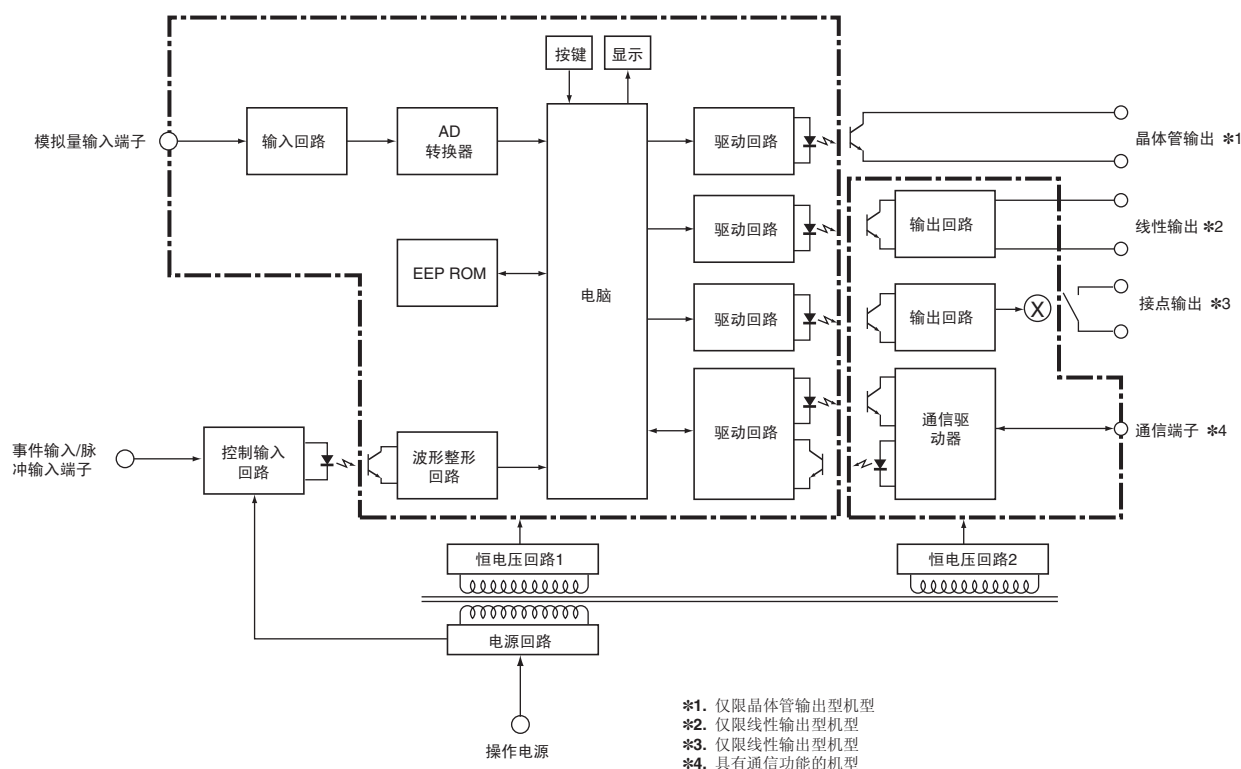 按键
显示
模拟量输入端子
输入回路
AD
转换器
驱动回路
晶体管输出 ✻1
驱动回路
输出回路
线性输出 ✻2
EEP ROM
电脑
驱动回路
输出回路
X
接点输出 ✻3
事件输入/脉
冲输入端子
控制输入
回路
波形整形
回路
驱动回路
通信驱
动器
通信端子 ✻4
恒电压回路1
恒电压回路2
电源回路
操作电源
✻1. 仅限晶体管输出型机型
✻2. 仅限线性输出型机型
✻3. 仅限线性输出型机型
✻4. 具有通信功能的机型